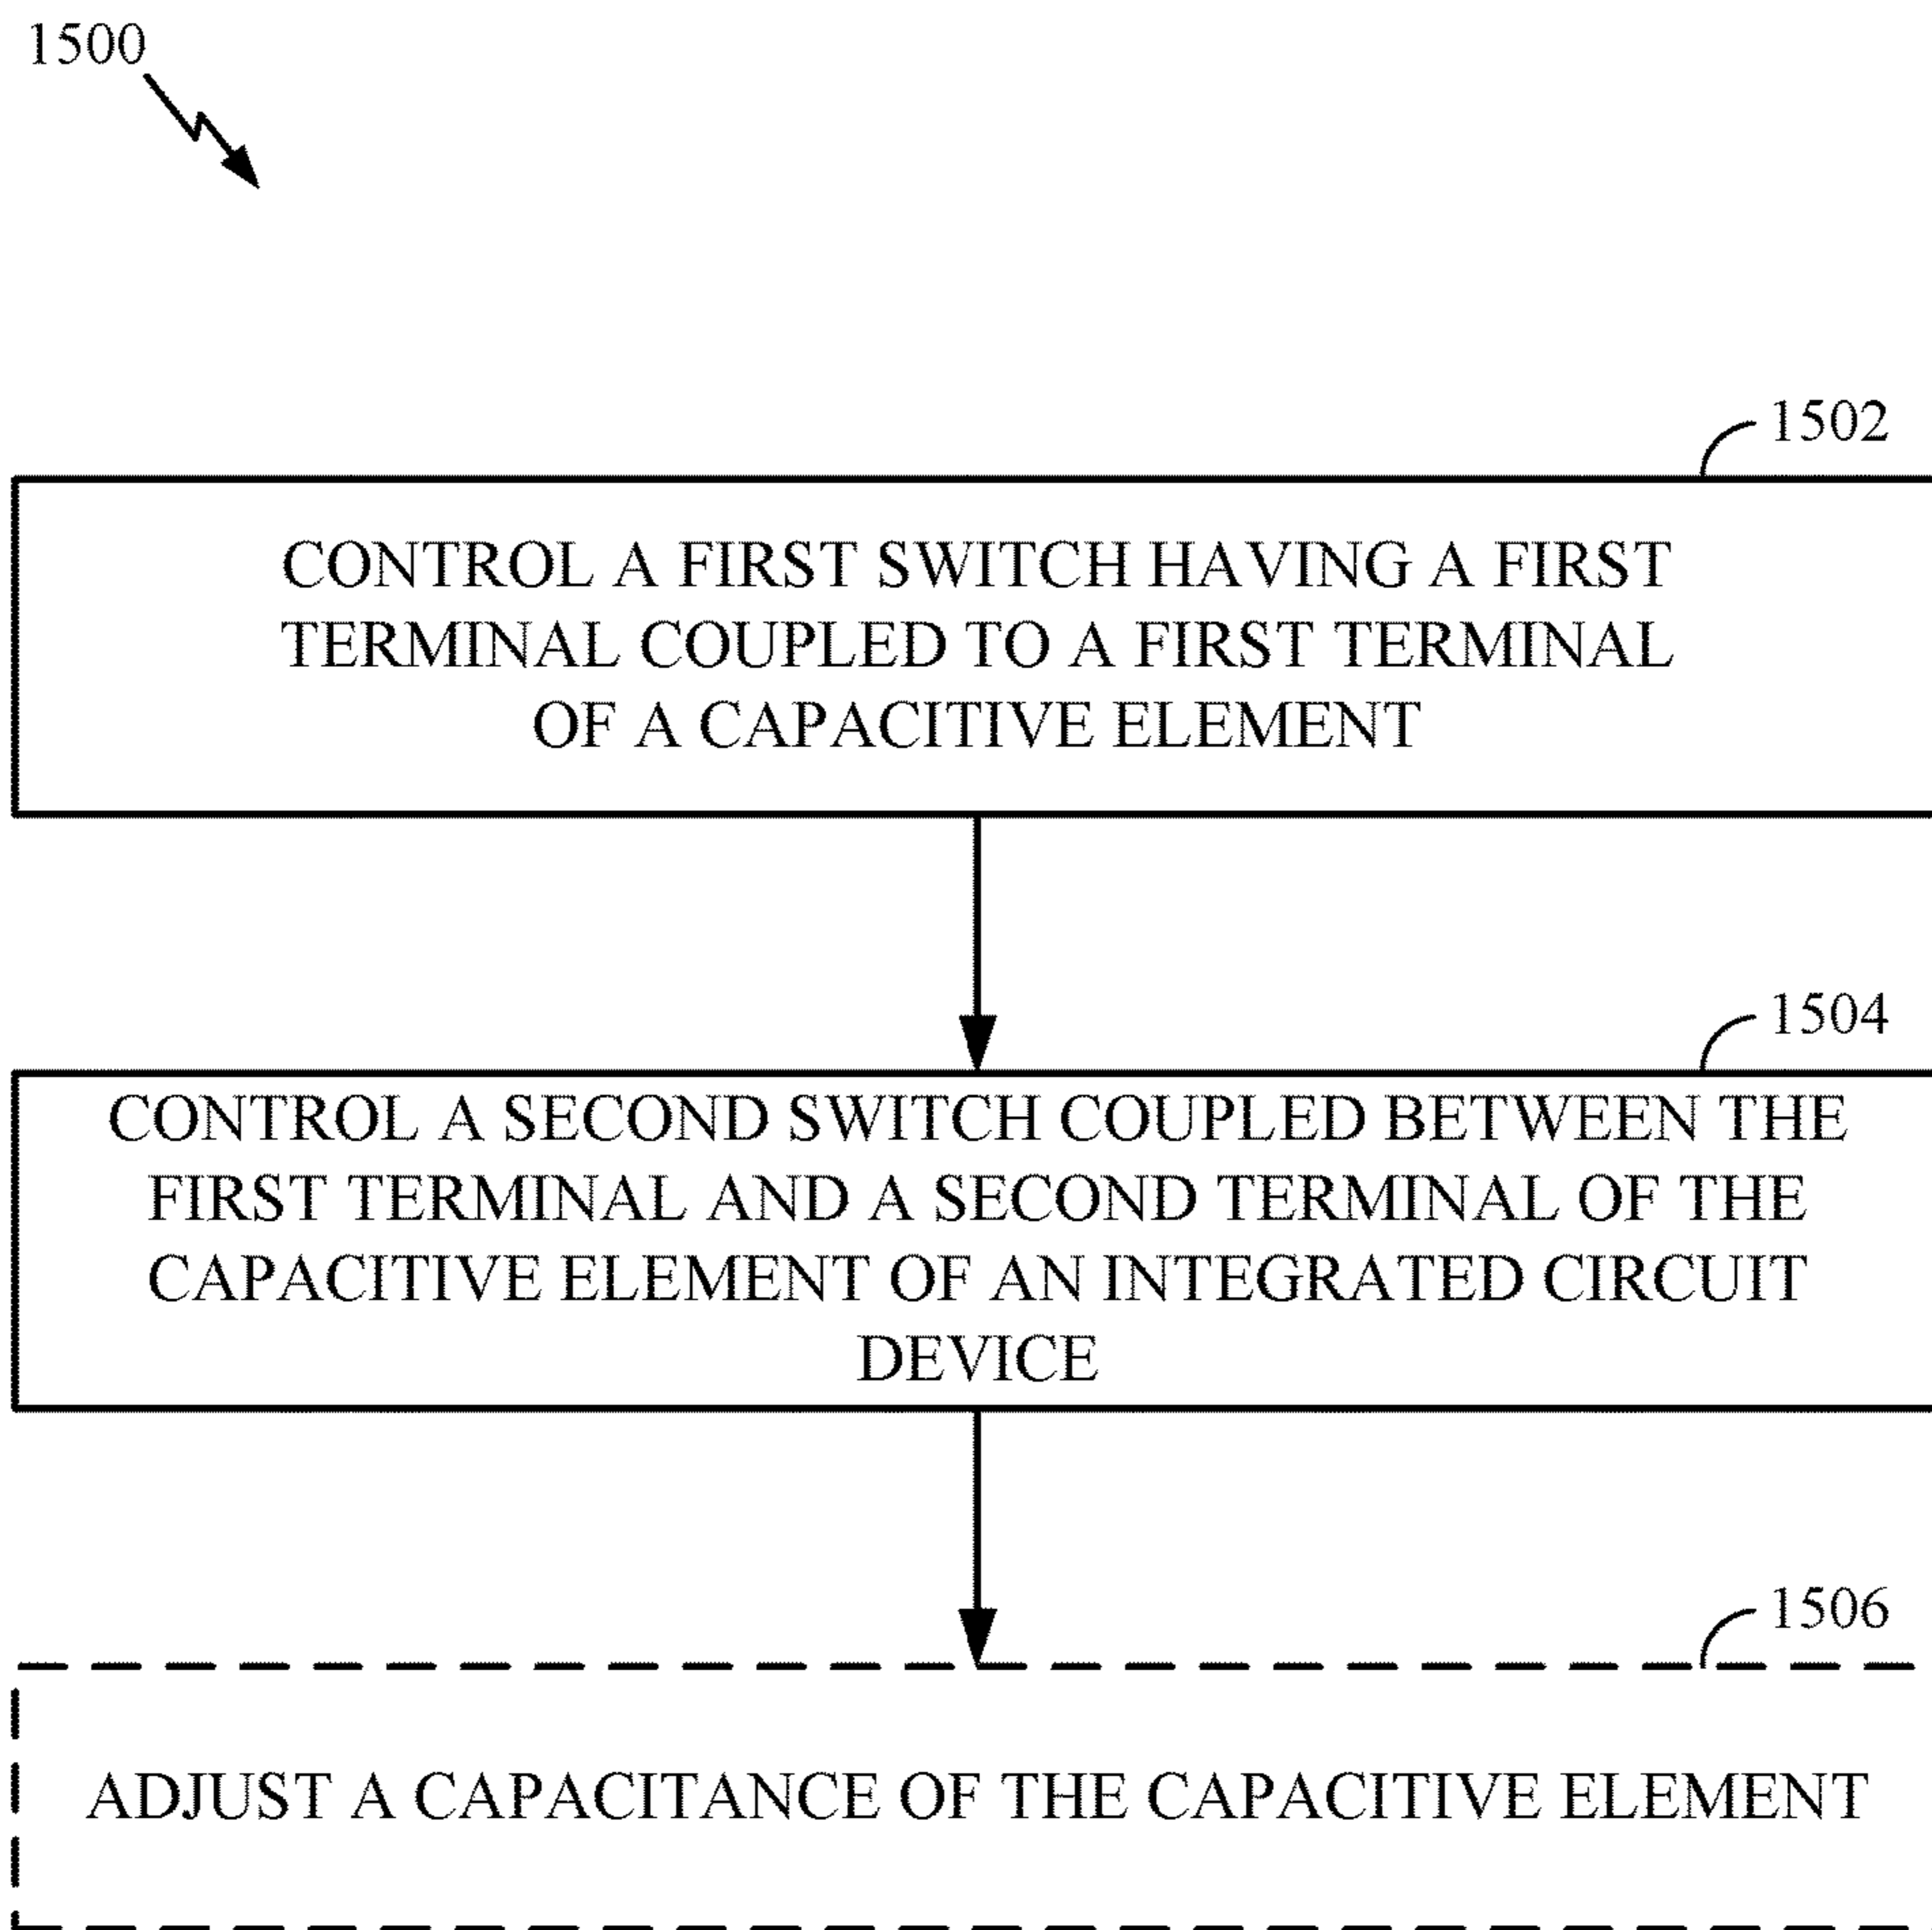 1500
1502
CONTROL A FIRST SWITCH HAVING A FIRST
TERMINAL COUPLED TO A FIRST TERMINAL
OF A CAPACITIVE ELEMENT
1504
CONTROL A SECOND SWITCH COUPLED BETWEEN THE
FIRST TERMINAL AND A SECOND TERMINAL OF THE
CAPACITIVE ELEMENT OF AN INTEGRATED CIRCUIT
DEVICE
1506
ADJUST A CAPACITANCE OF THE CAPACITIVE ELEMENT